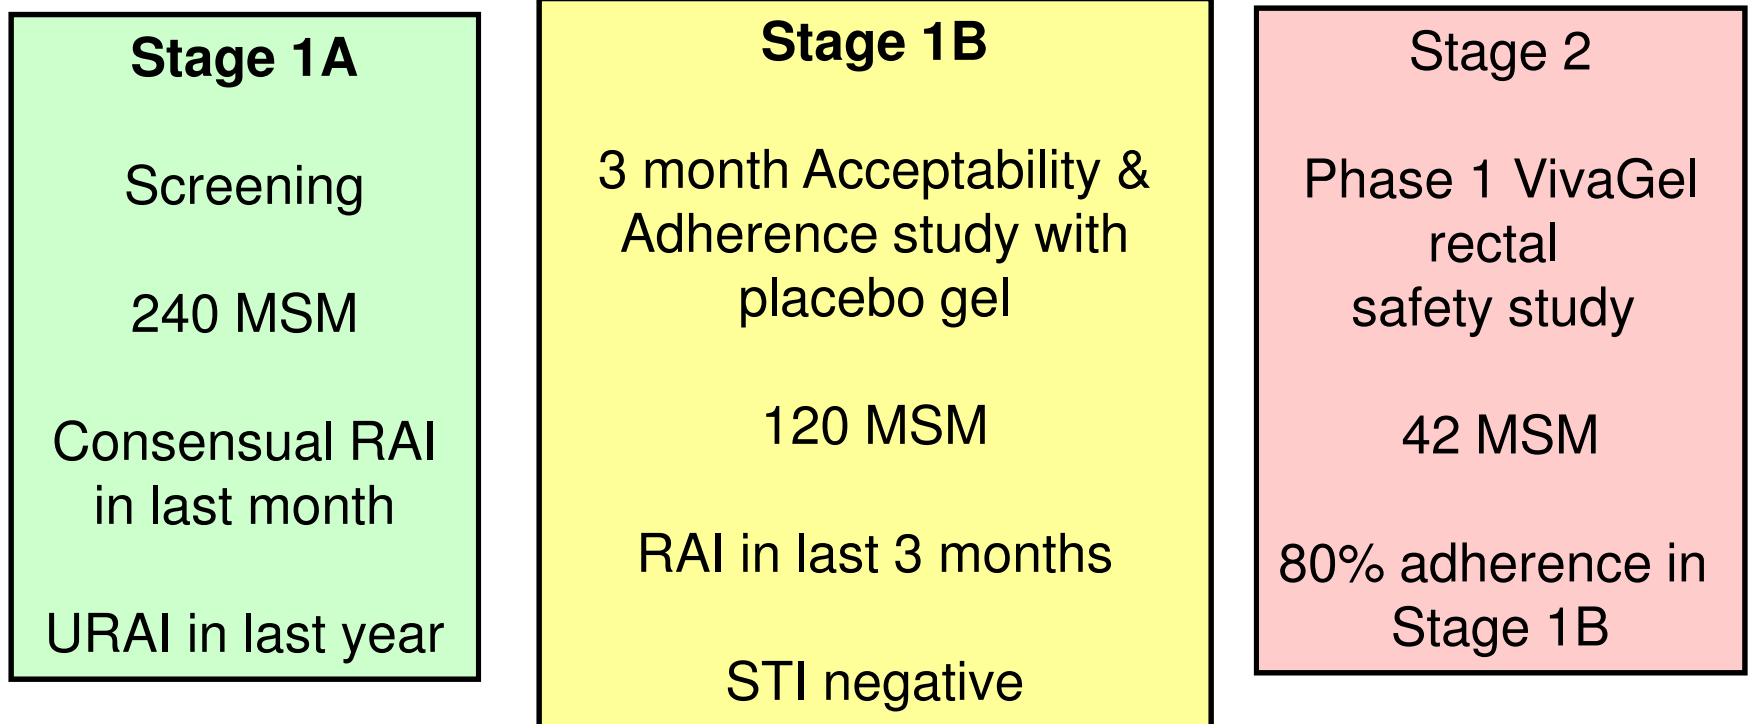 Stage 1A
Screening
240 MSM
Consensual RAI
in last month
URAI in last year
Stage 1B
3 month Acceptability &
Adherence study with
placebo gel
120 MSM
RAI in last 3 months
STI negative
Stage 2
Phase 1 VivaGel
rectal
safety study
42 MSM
80% adherence in
Stage 1B